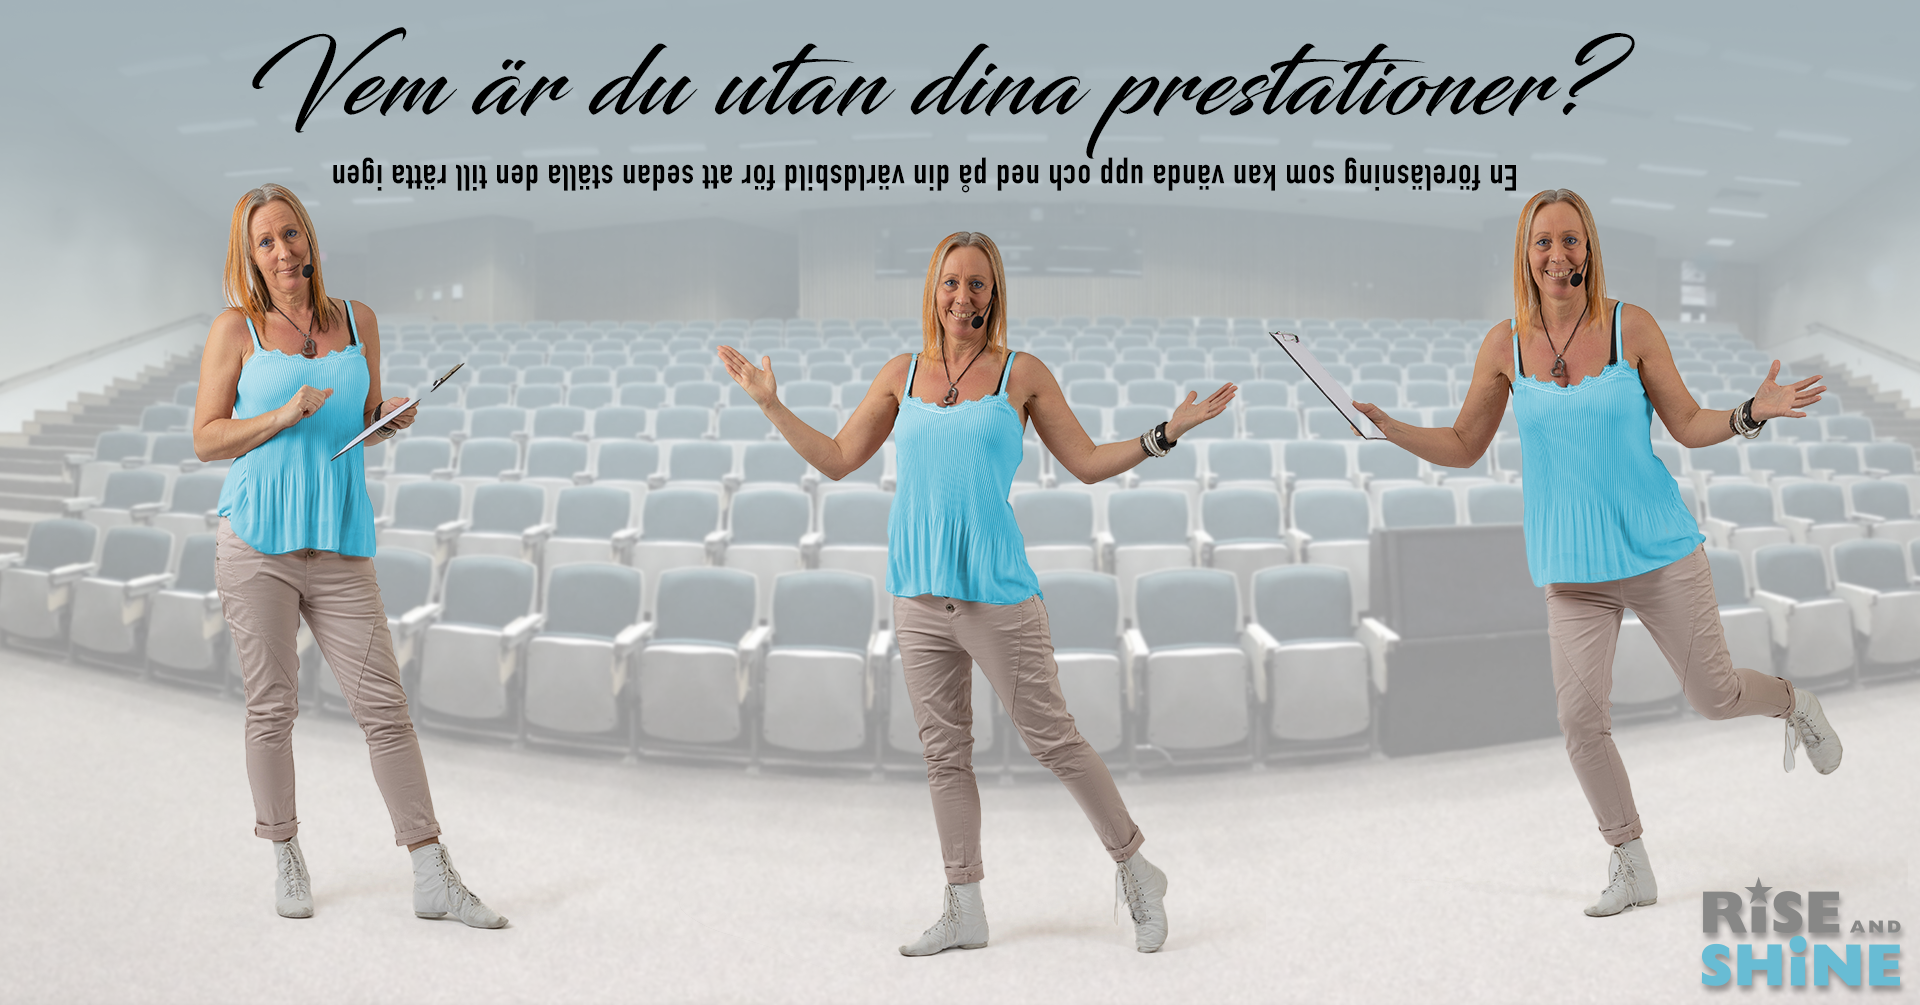 Vem är du utan dina prestationer?
En föreläsning som kan vända upp och ned på din världsbild för att sedan ställa den till rätta igen
RiSE AND
SHiNE